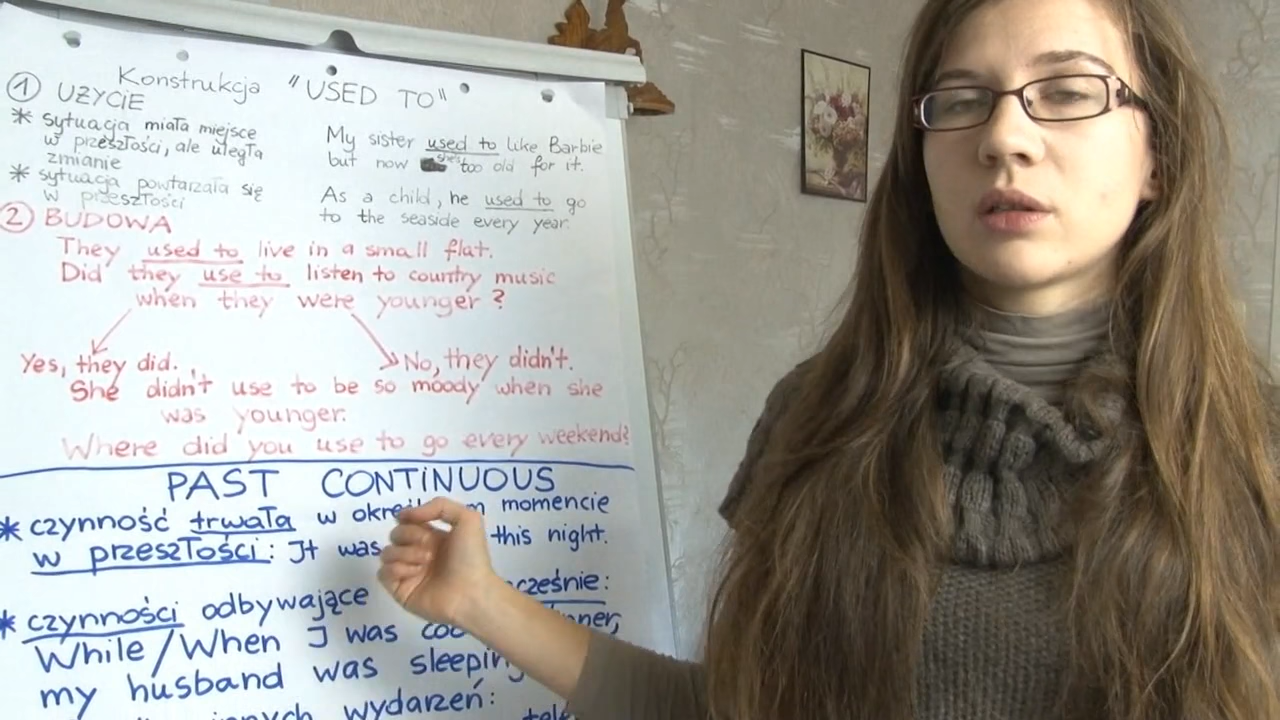 Konstrukcja "USED TO"
① UŻYCIE
* sytuacja miała miejsce
w przeszłości, ale uległa
zmianie
* sytuacja powtarzała się
w przeszłości
My sister used to like Barbie
but now she's too old for it.
As a child, he used to go
to the seaside every year.
② BUDOWA
They used to live in a small flat.
Did they use to listen to country music
when they were younger?
Yes, they did.
No, they didn't.
She didn't use to be so moody when she
was younger.
Where did you use to go every weekend?
PAST CONTINUOUS
* czynność trwała w momencie
w przeszłości: It was this night.
* czynności odbywające
While/When I was
my husband was sleeping
wydarzeń: